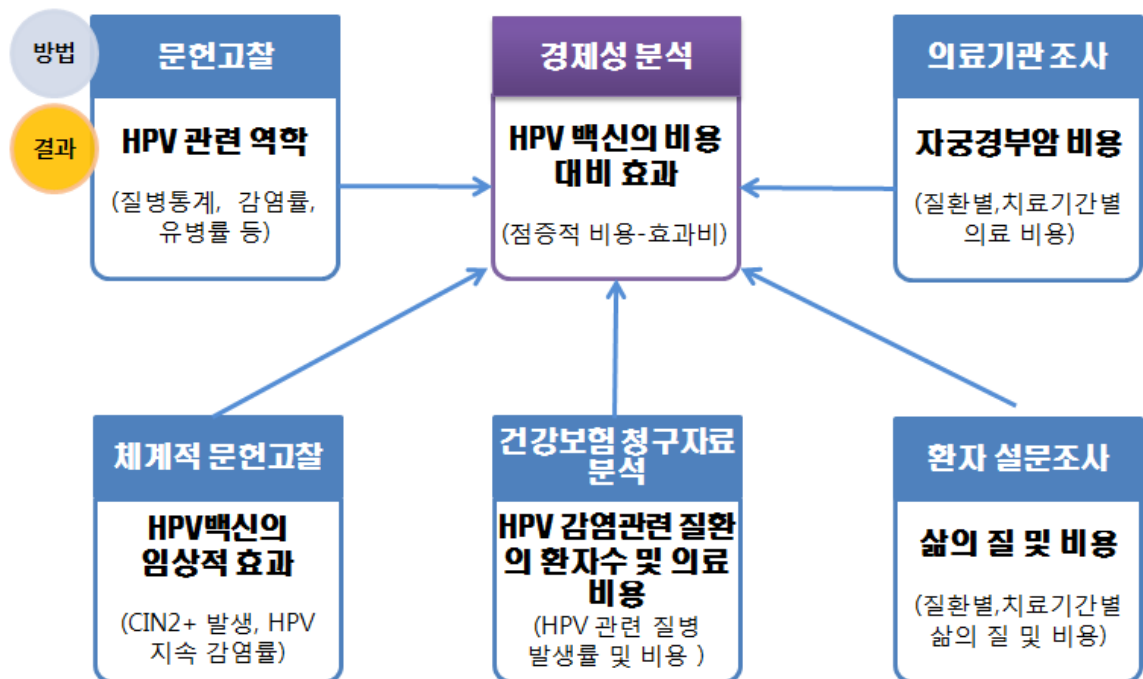 방법
문헌고찰
결과
HPV 관련 역학
(질병통계, 감염률,
유병률 등)
경제성 분석
HPV 백신의 비용
대비 효과
(점증적 비용-효과비)
의료기관 조사
자궁경부암 비용
(질환별,치료기간별
의료 비용)
체계적 문헌고찰
HPV백신의
임상적 효과
(CIN2+ 발생, HPV
지속 감염률)
건강보험 청구자료
분석
HPV 감염관련 질환
의 환자수 및 의료
비용
(HPV 관련 질병
발생률 및 비용 )
환자 설문조사
삶의 질 및 비용
(질환별,치료기간별
삶의 질 및 비용)